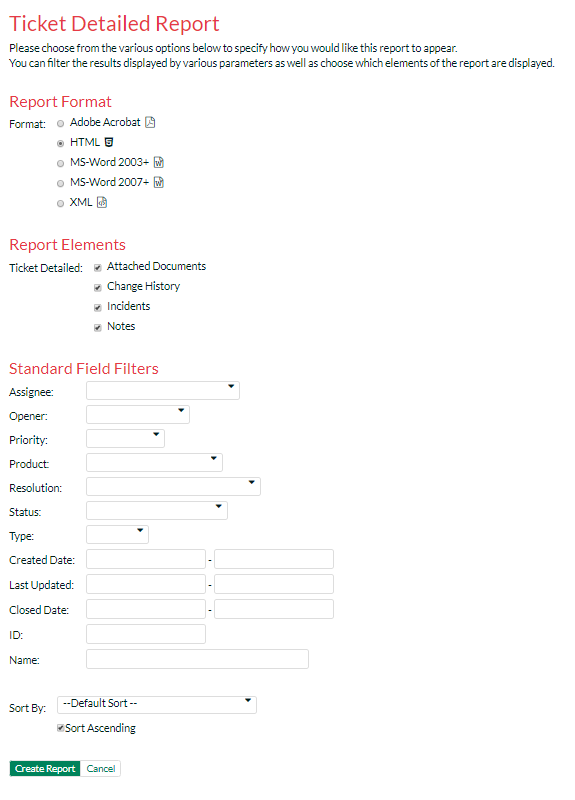 Ticket Detailed Report
Please choose from the various options below to specify how you would like this report to appear.
You can filter the results displayed by various parameters as well as choose which elements of the report are displayed.
Report Format
Format: Adobe Acrobat
HTML
MS-Word 2003+
MS-Word 2007+
XML
Report Elements
Ticket Detailed: Attached Documents
Change History
Incidents
Notes
Standard Field Filters
Assignee:
Opener:
Priority:
Product:
Resolution:
Status:
Type:
Created Date: -
Last Updated: -
Closed Date: -
ID:
Name:
Sort By: --Default Sort--
Sort Ascending
Create Report Cancel